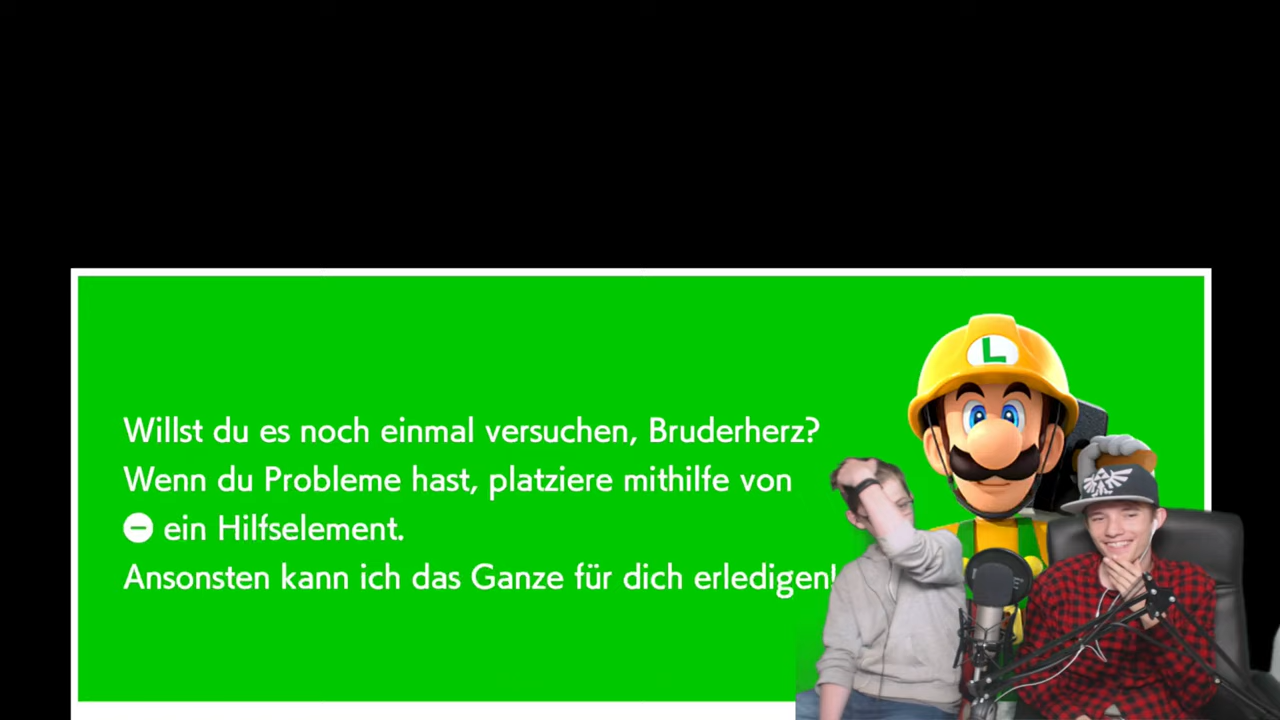 L
Willst du es noch einmal versuchen, Bruderherz?
Wenn du Probleme hast, platziere mithilfe von
ein Hilfselement.
Ansonsten kann ich das Ganze für dich erledigen!